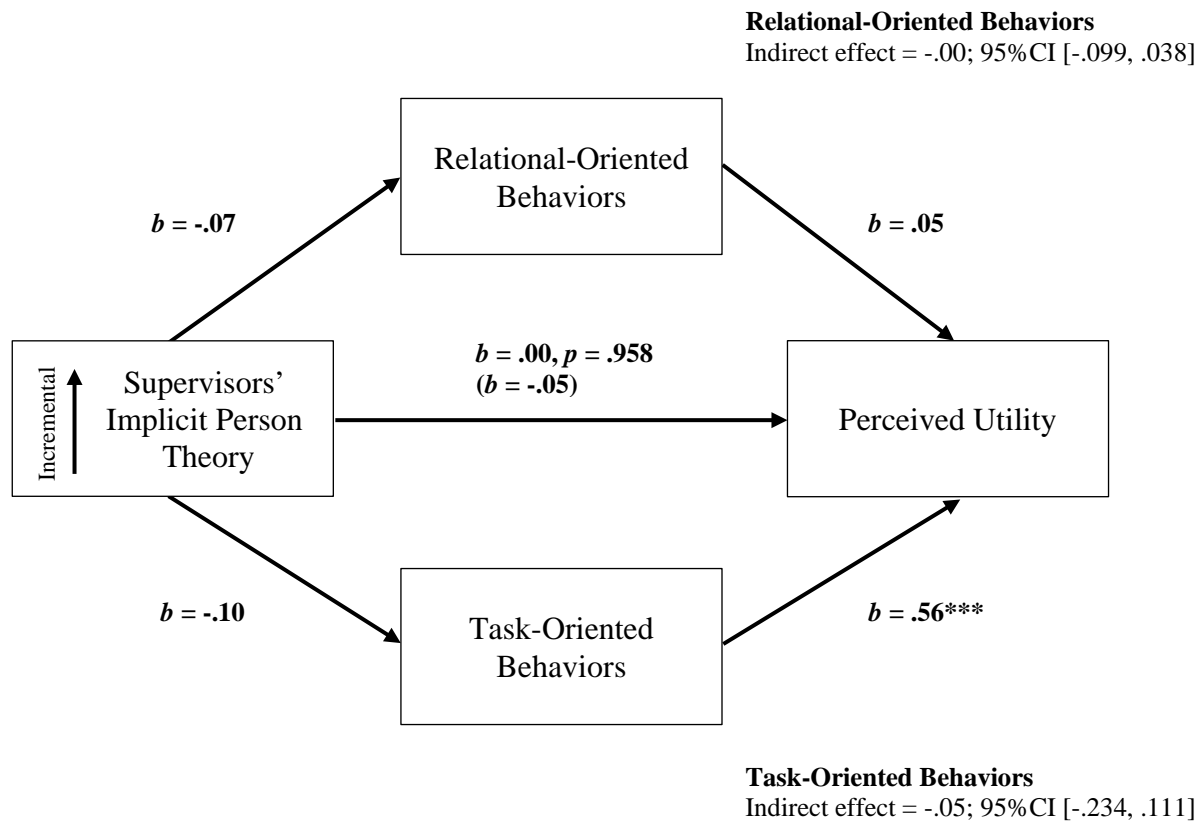 Relational-Oriented Behaviors
Indirect effect = -.00; 95%CI [-.099, .038]
Relational-Oriented
Behaviors
b = -.07
b = .05
b = .00, p = .958
(b = -.05)
Incremental
Supervisors’
Implicit Person
Theory
Perceived Utility
b = -.10
b = .56***
Task-Oriented
Behaviors
Task-Oriented Behaviors
Indirect effect = -.05; 95%CI [-.234, .111]